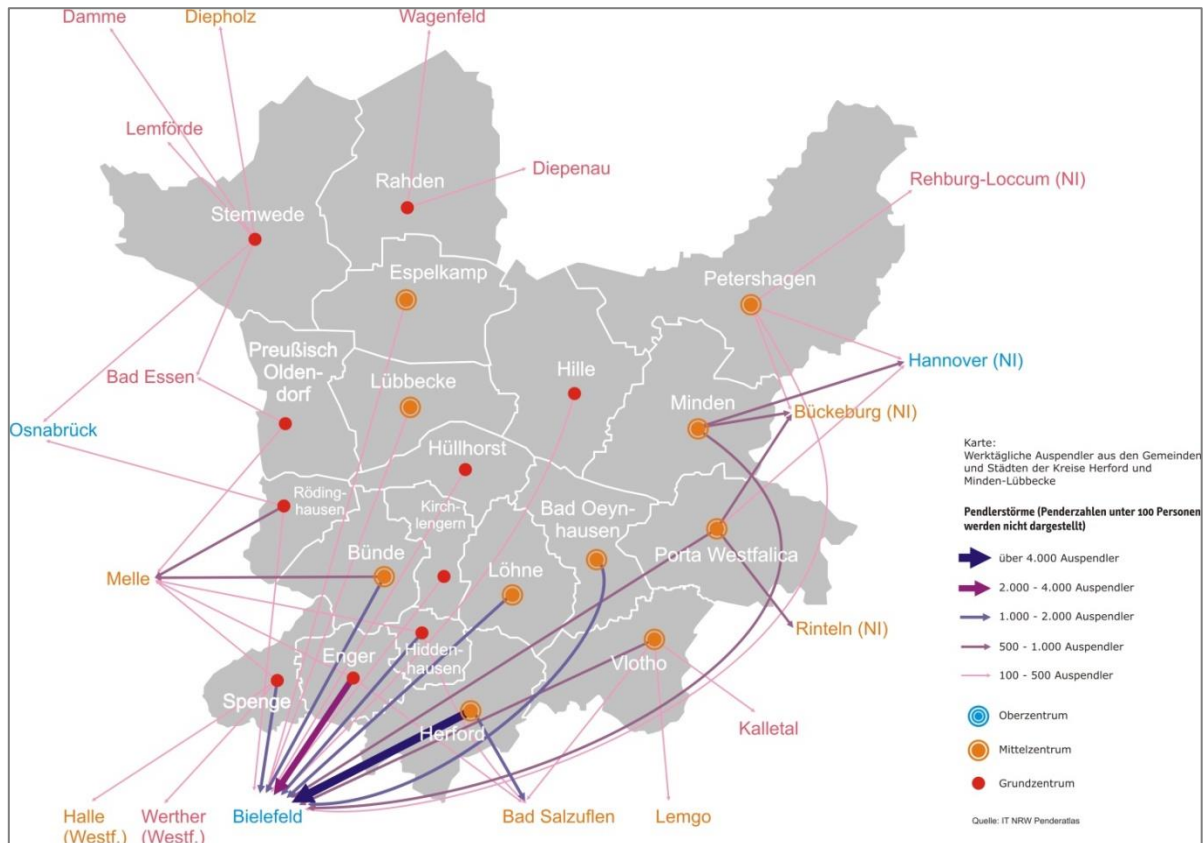 Damme
Diepholz
Wagenfeld
Lemförde
Diepenau
Rahden
Rehburg-Loccum (NI)
Stemwede
Espelkamp
Petershagen
Preußisch
Olden-
dorf
Lübbecke
Hille
Hannover (NI)
Bad Essen
Minden
Bückeburg (NI)
Osnabrück
Hüllhorst
Röding-
hausen
Kirch-
lengern
Bad Oeyn-
hausen
Bünde
Porta Westfalica
Melle
Löhne
Rinteln (NI)
Enger
Hidden-
hausen
Vlotho
Spenge
Herford
Kalletal
Halle
(Westf.)
Werther
(Westf.)
Bielefeld
Bad Salzuflen
Lemgo
Karte:
Werktägliche Auspendler aus den Gemeinden
und Städten der Kreise Herford und
Minden-Lübbecke
Pendlerstörme (Penderzahlen unter 100 Personen
werden nicht dargestellt)
über 4.000 Auspendler
2.000 - 4.000 Auspendler
1.000 - 2.000 Auspendler
500 - 1.000 Auspendler
100 - 500 Auspendler
Oberzentrum
Mittelzentrum
Grundzentrum
Quelle: IT NRW Penderatlas